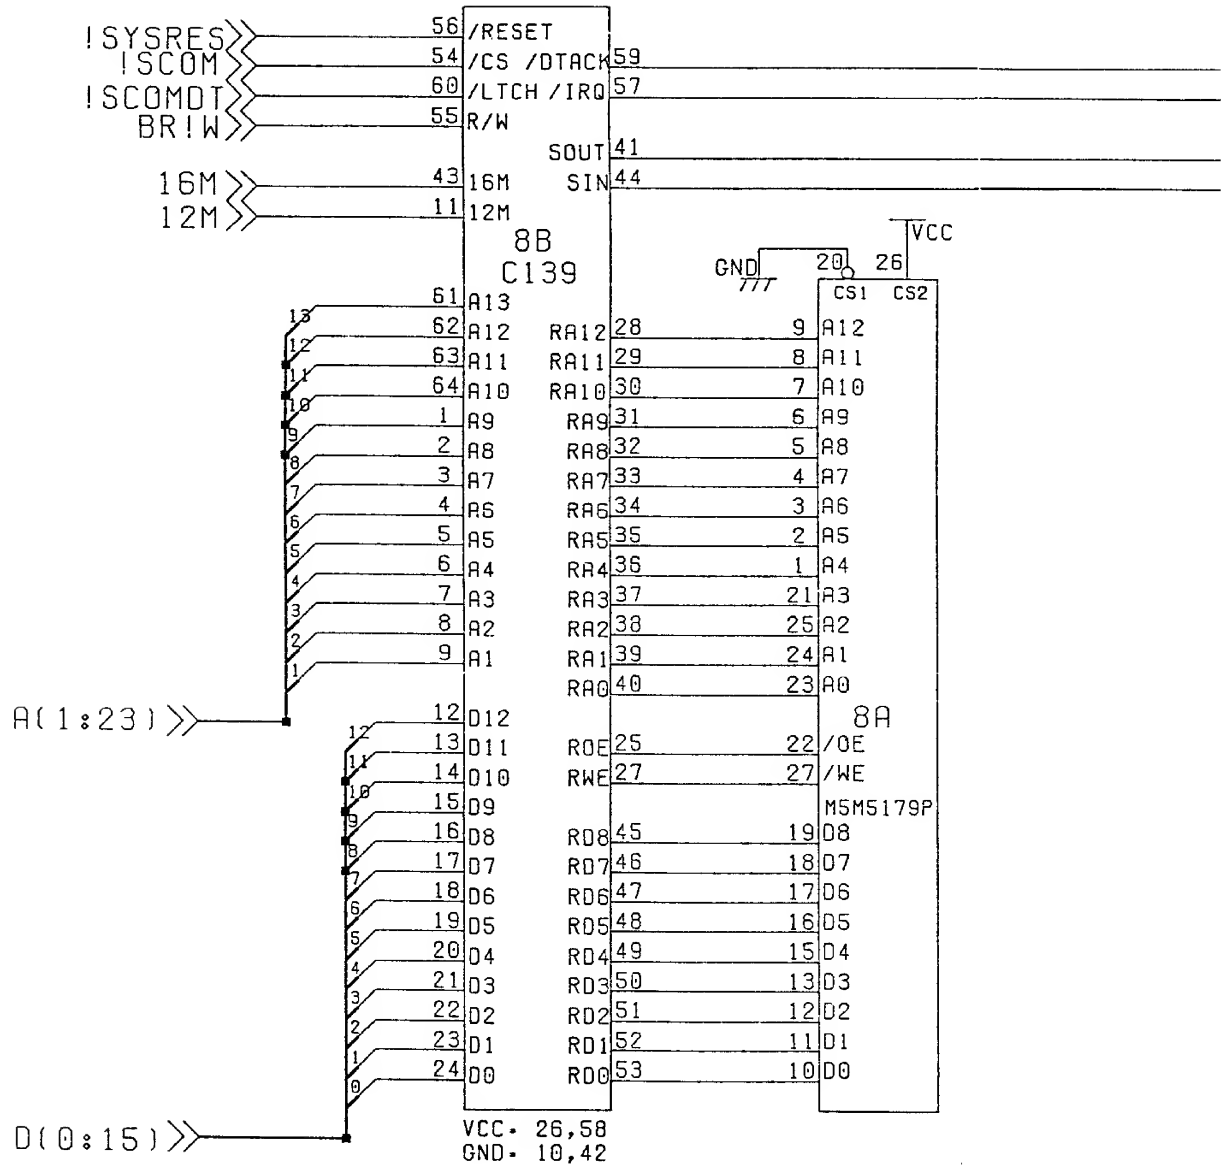 !SYSRES 56 /RESET
!SCOM 54 /CS /DTACK 59
!SCOMDT 60 /LTCH /IRQ 57
BR!W 55 R/W
SOUT 41
16M 43 16M SIN 44
12M 11 12M
VCC
8B
GND 20 26
C139
CS1 CS2
13 61 A13
12 62 A12 RA12 28 9 A12
11 63 A11 RA11 29 8 A11
10 64 A10 RA10 30 7 A10
9 1 A9 RA9 31 6 A9
8 2 A8 RA8 32 5 A8
7 3 A7 RA7 33 4 A7
6 4 A6 RA6 34 3 A6
5 5 A5 RA5 35 2 A5
4 6 A4 RA4 36 1 A4
3 7 A3 RA3 37 21 A3
2 8 A2 RA2 38 25 A2
1 9 A1 RA1 39 24 A1
RA0 40 23 A0
A(1:23) 8A
12 12 D12
11 13 D11 ROE 25 22 /OE
10 14 D10 RWE 27 27 /WE
9 15 D9 M5M5179P
8 16 D8 RD8 45 19 D8
7 17 D7 RD7 46 18 D7
6 18 D6 RD6 47 17 D6
5 19 D5 RD5 48 16 D5
4 20 D4 RD4 49 15 D4
3 21 D3 RD3 50 13 D3
2 22 D2 RD2 51 12 D2
1 23 D1 RD1 52 11 D1
0 24 D0 RD0 53 10 D0
D(0:15)
VCC- 26,58
GND- 10,42